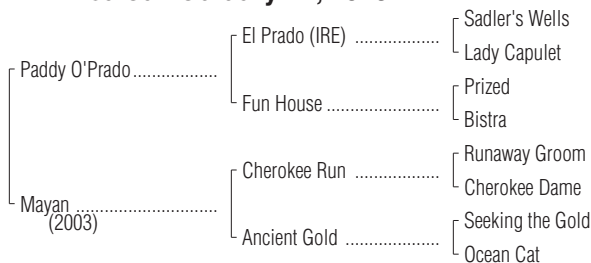 Sadler's Wells
El Prado (IRE) ...................
Lady Capulet
Paddy O'Prado ..................
Prized
Fun House .........................
Bistra
Runaway Groom
Cherokee Run ...................
Cherokee Dame
Mayan ..............................
(2003)
Seeking the Gold
Ancient Gold .....................
Ocean Cat